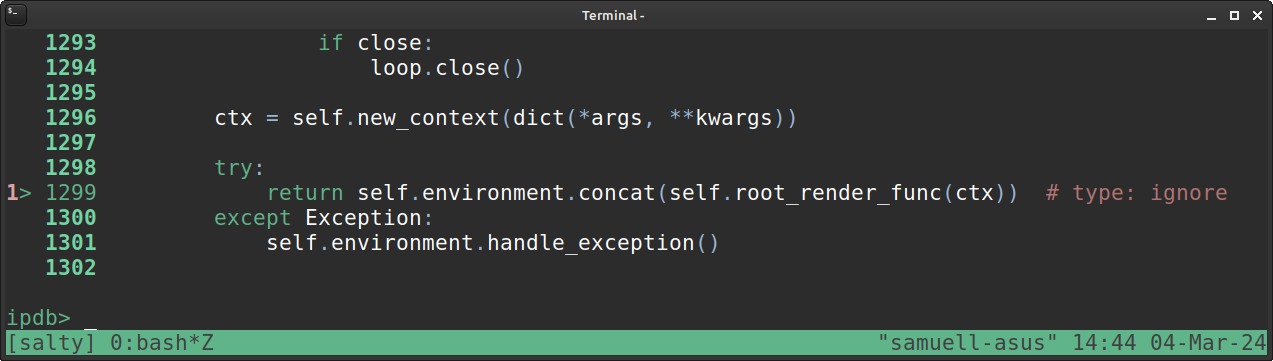 Terminal -
1293                 if close:
1294                     loop.close()
1295
1296         ctx = self.new_context(dict(*args, **kwargs))
1297
1298         try:
1> 1299             return self.environment.concat(self.root_render_func(ctx))  # type: ignore
1300         except Exception:
1301             self.environment.handle_exception()
1302
ipdb> _
[salty] 0:bash*Z "samuell-asus" 14:44 04-Mar-24